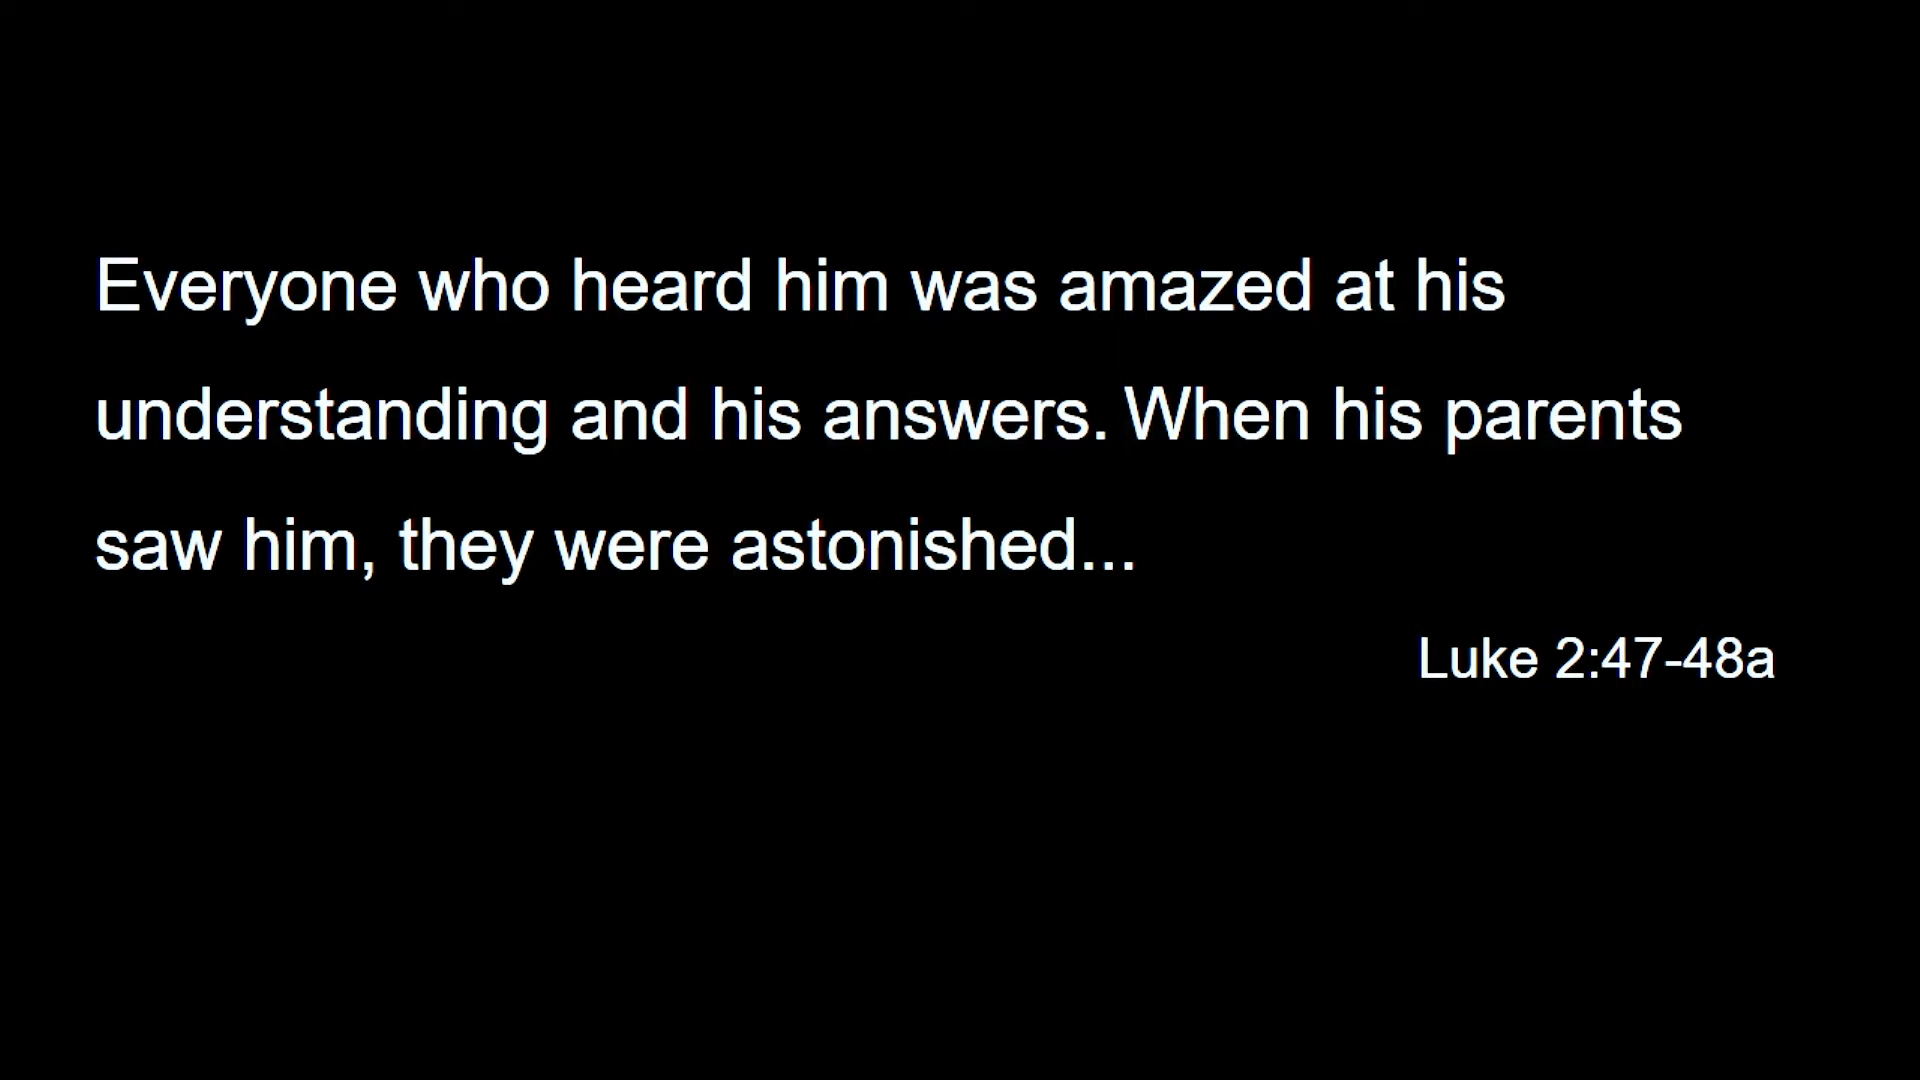 Everyone who heard him was amazed at his
understanding and his answers. When his parents
saw him, they were astonished...
Luke 2:47-48a